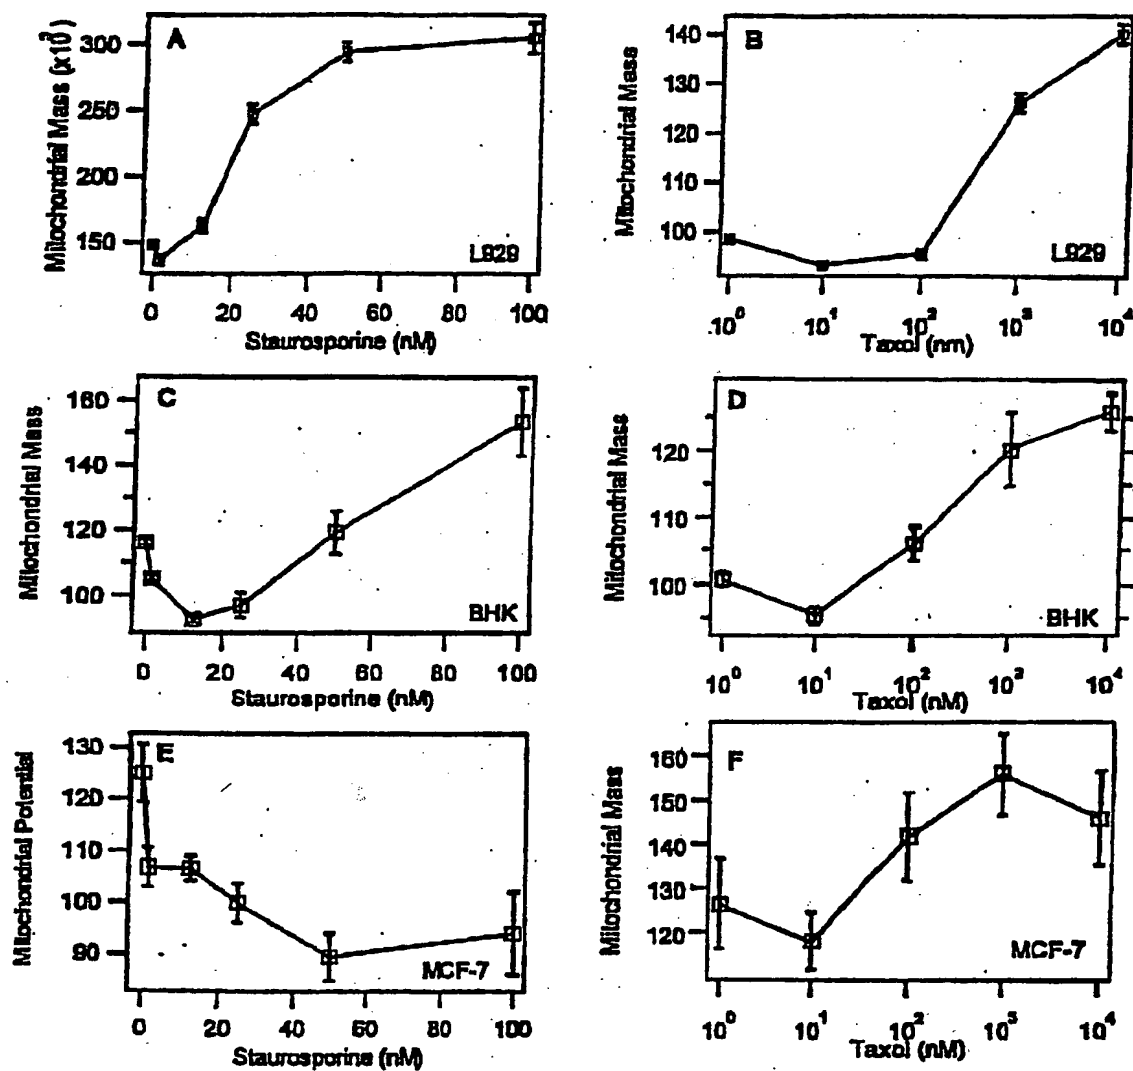 A
Mitochondrial Mass (x10³)
300
250
200
150
L929
0 20 40 60 80 100
Staurosporine (nM)
B
Mitochondrial Mass
140
130
120
110
100
L929
10⁰ 10¹ 10² 10³ 10⁴
Taxol (nm)
C
Mitochondrial Mass
160
140
120
100
BHK
0 20 40 60 80 100
Staurosporine (nM)
D
Mitochondrial Mass
120
110
100
BHK
10⁰ 10¹ 10² 10³ 10⁴
Taxol (nM)
E
Mitochondrial Potential
130
120
110
100
90
MCF-7
0 20 40 60 80 100
Staurosporine (nM)
F
Mitochondrial Mass
160
150
140
130
120
MCF-7
10⁰ 10¹ 10² 10³ 10⁴
Taxol (nM)